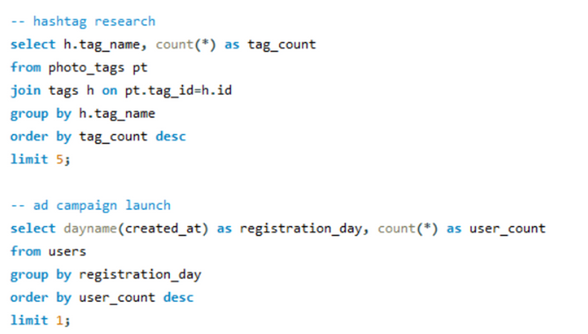 -- hashtag research
select h.tag_name, count(*) as tag_count
from photo_tags pt
join tags h on pt.tag_id=h.id
group by h.tag_name
order by tag_count desc
limit 5;
-- ad campaign launch
select dayname(created_at) as registration_day, count(*) as user_count
from users
group by registration_day
order by user_count desc
limit 1;